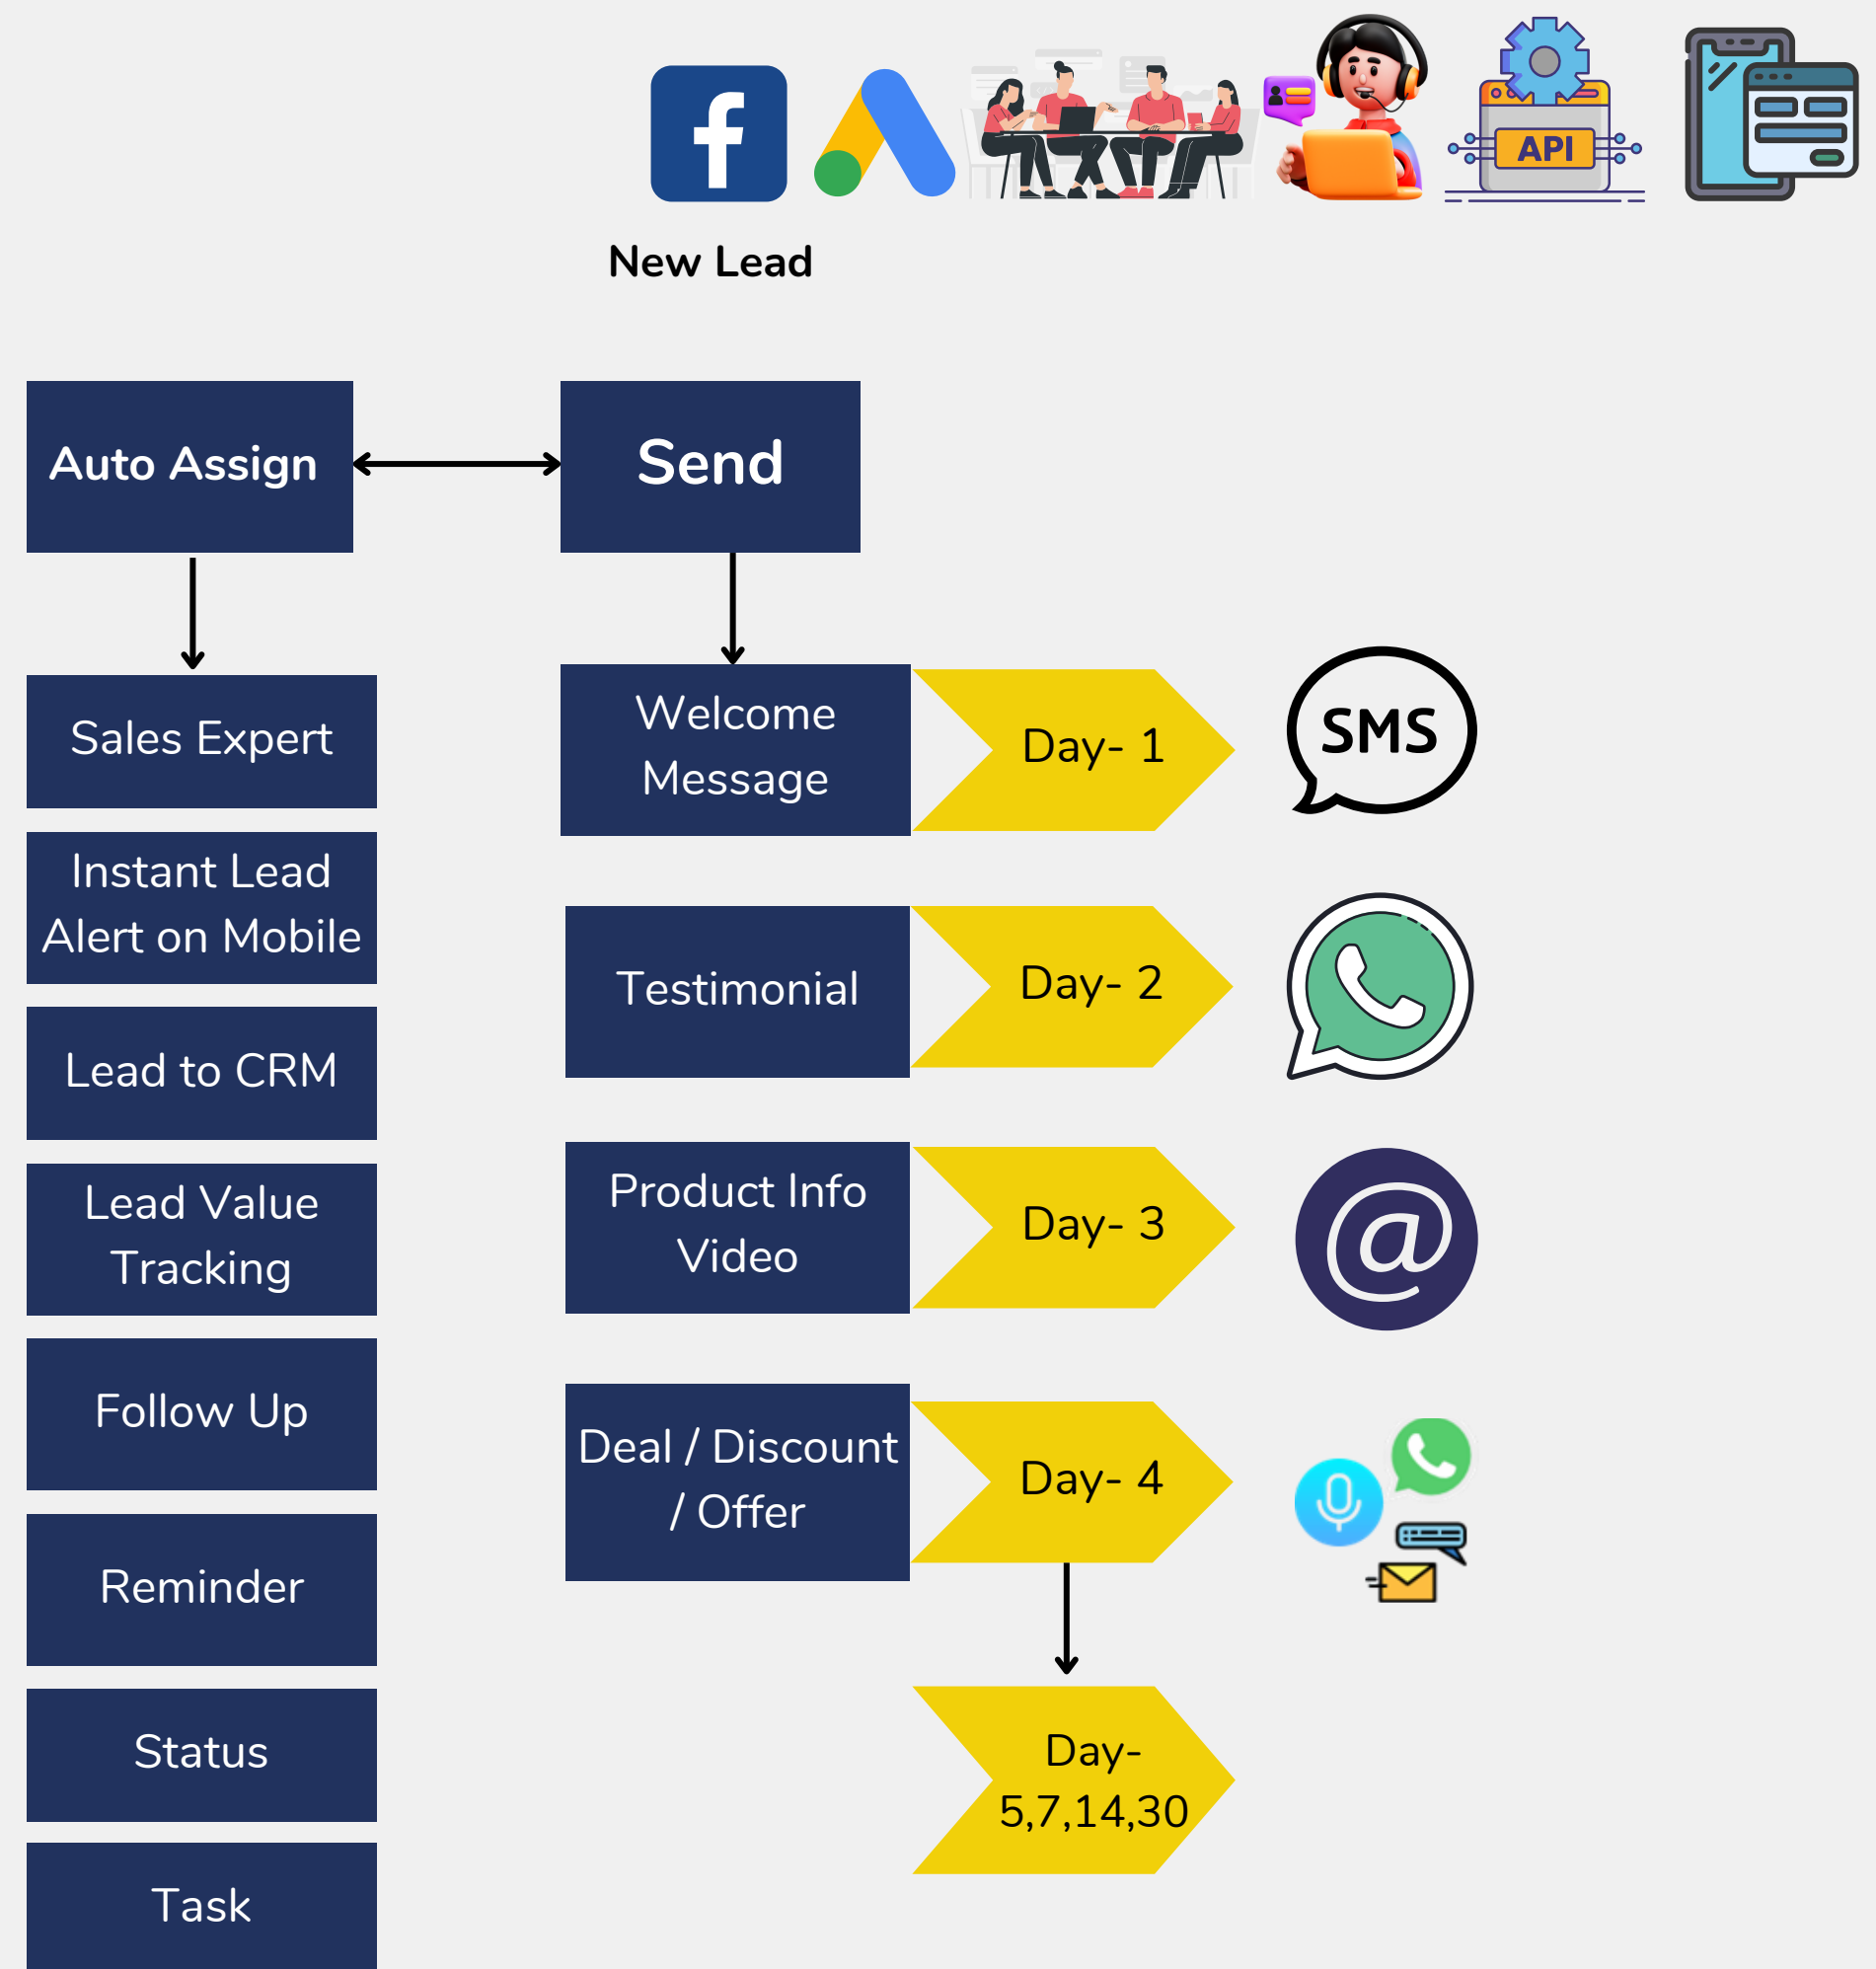 API
New Lead
Auto Assign
Send
Sales Expert
Instant Lead
Alert on Mobile
Lead to CRM
Lead Value
Tracking
Follow Up
Reminder
Status
Task
Welcome
Message
Day- 1
SMS
Testimonial
Day- 2
Product Info
Video
Day- 3
@
Deal / Discount
/ Offer
Day- 4
Day-
5,7,14,30